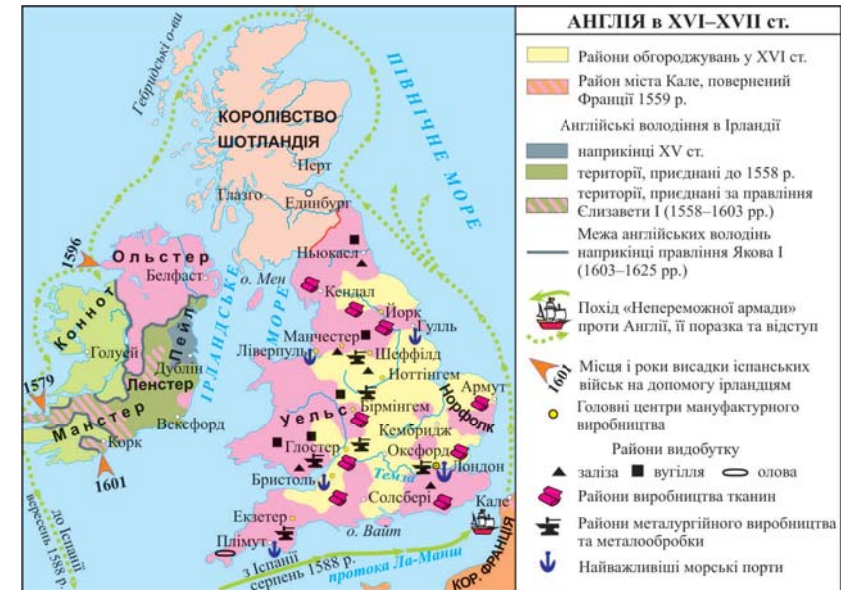 АНГЛІЯ в XVI–XVII ст.
Райони обгороджувань у XVI ст.
Район міста Кале, повернений
Франції 1559 р.
Англійські володіння в Ірландії
наприкінці XV ст.
території, приєднані до 1558 р.
території, приєднані за правління
Єлизавети I (1558–1603 рр.)
Межа англійських володінь
наприкінці правління Якова I
(1603–1625 рр.)
Похід «Непереможної армади»
проти Англії, її поразка та відступ
1601
Місця і роки висадки іспанських
військ на допомогу ірландцям
Головні центри мануфактурного
виробництва
Райони видобутку
заліза
вугілля
олова
Райони виробництва тканин
Райони металургійного виробництва
та металообробки
Найважливіші морські порти
Гебридські о-ви
ПІВНІЧНЕ МОРЕ
КОРОЛІВСТВО
ШОТЛАНДІЯ
Перт
Глазго
Единбург
Ньюкасл
1596
Ольстер
Белфаст
о. Мен
ІРЛАНДСЬКЕ
МОРЕ
Кендал
Йорк
Гулль
Коннот
Голуей
Пейл
Дублін
Ленстер
Манчестер
Ліверпуль
Шеффілд
Ноттінгем
1579
Манстер
Вексфорд
Корк
1601
Уельс
Бірмінгем
Норфолк
Армут
Кембридж
Глостер
Оксфорд
Лондон
Темза
Бристоль
Солсбері
Кале
Екзетер
о. Вайт
Плімут
до Іспанії
вересень 1588 р.
з Іспанії
серпень 1588 р.
протока Ла-Манш
КОР. ФРАНЦІЯ